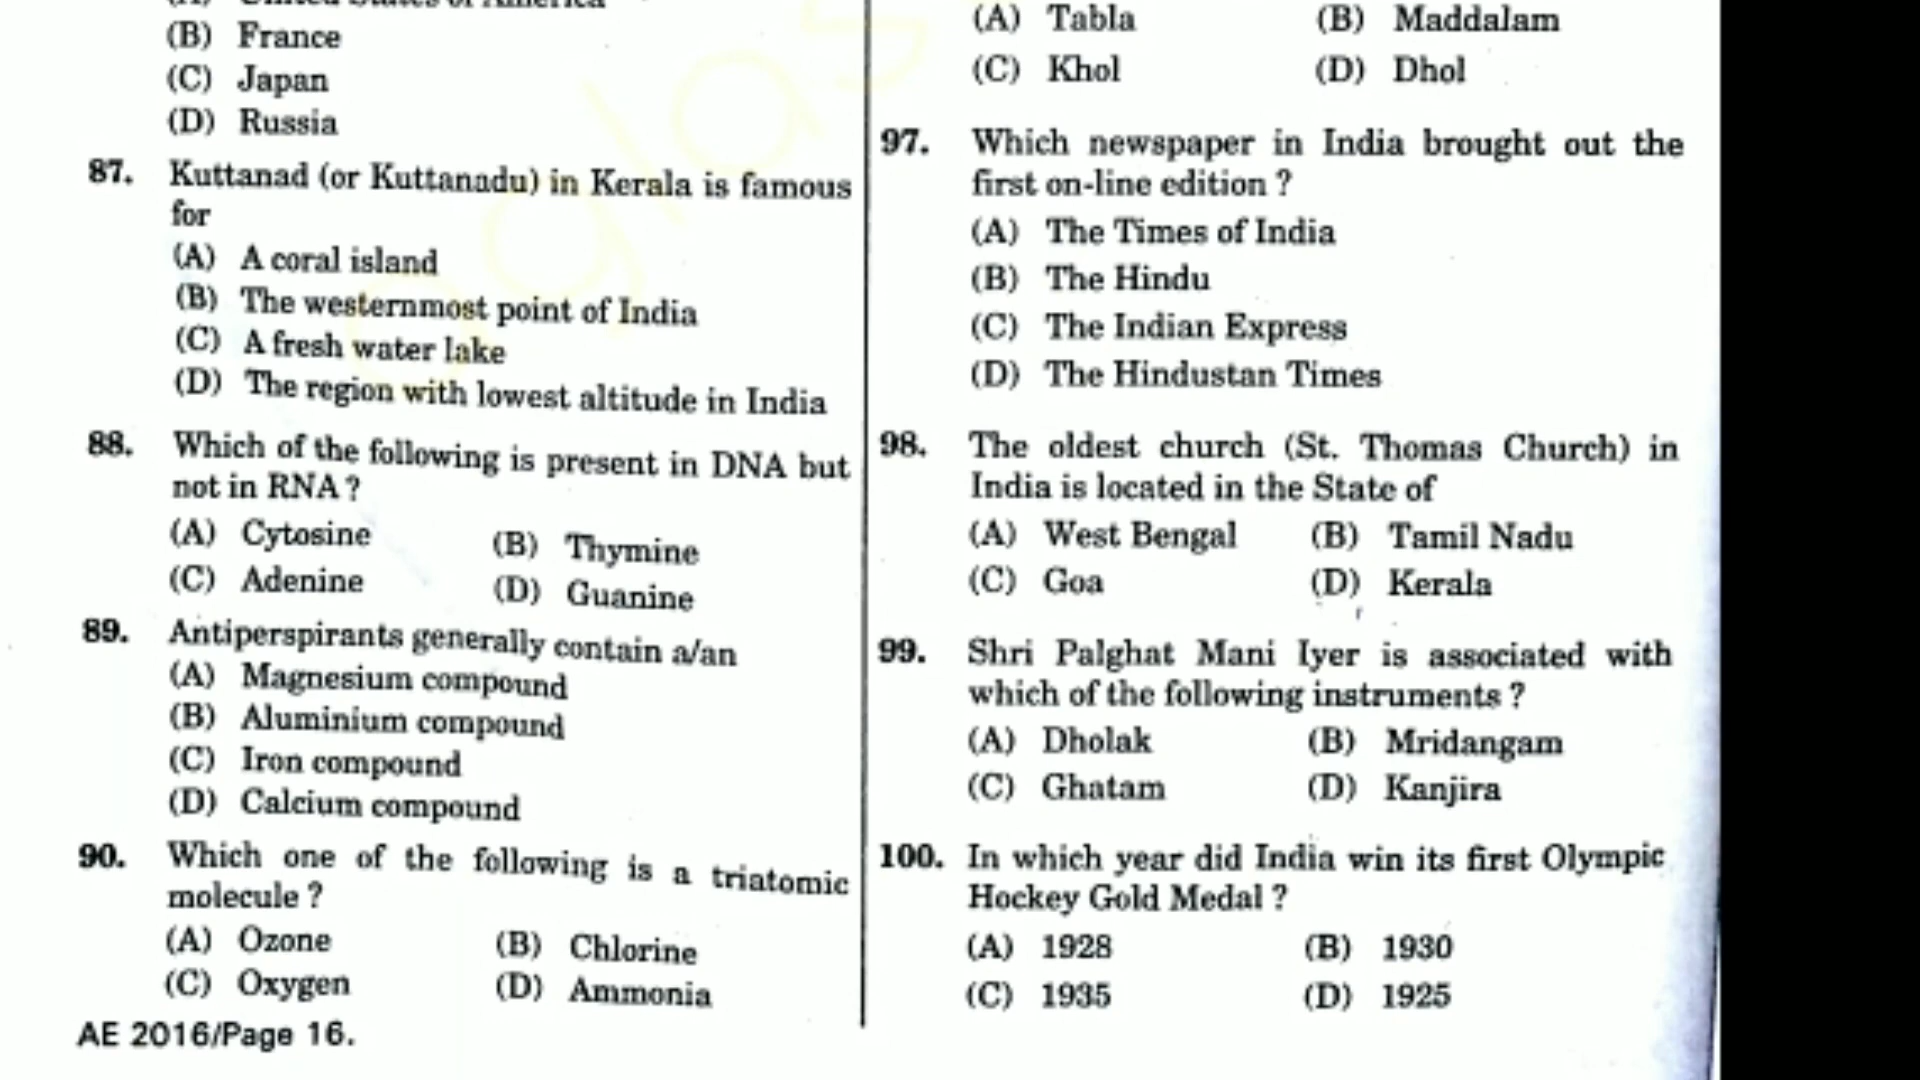 (A) United States of America
(B) France
(C) Japan
(D) Russia
87. Kuttanad (or Kuttanadu) in Kerala is famous
for
(A) A coral island
(B) The westernmost point of India
(C) A fresh water lake
(D) The region with lowest altitude in India
88. Which of the following is present in DNA but
not in RNA ?
(A) Cytosine (B) Thymine
(C) Adenine (D) Guanine
89. Antiperspirants generally contain a/an
(A) Magnesium compound
(B) Aluminium compound
(C) Iron compound
(D) Calcium compound
90. Which one of the following is a triatomic
molecule ?
(A) Ozone (B) Chlorine
(C) Oxygen (D) Ammonia
AE 2016/Page 16.
(A) Tabla (B) Maddalam
(C) Khol (D) Dhol
97. Which newspaper in India brought out the
first on-line edition ?
(A) The Times of India
(B) The Hindu
(C) The Indian Express
(D) The Hindustan Times
98. The oldest church (St. Thomas Church) in
India is located in the State of
(A) West Bengal (B) Tamil Nadu
(C) Goa (D) Kerala
99. Shri Palghat Mani Iyer is associated with
which of the following instruments ?
(A) Dholak (B) Mridangam
(C) Ghatam (D) Kanjira
100. In which year did India win its first Olympic
Hockey Gold Medal ?
(A) 1928 (B) 1930
(C) 1935 (D) 1925